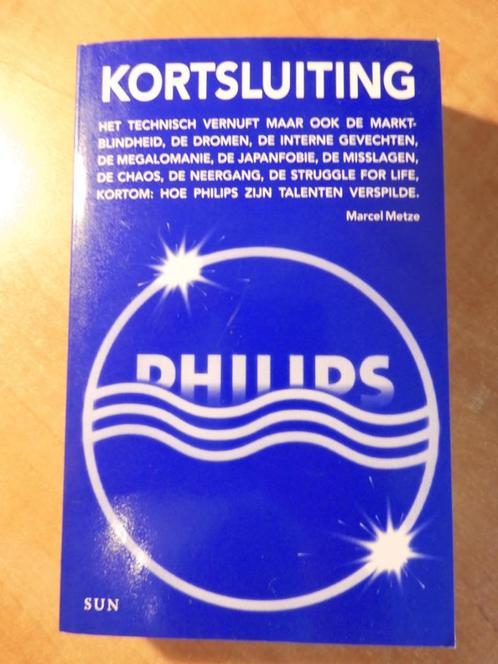 KORTSLUITING
HET TECHNISCH VERNUFT MAAR OOK DE MARKT-
BLINDHEID, DE DROMEN, DE INTERNE GEVECHTEN,
DE MEGALOMANIE, DE JAPANFOBIE, DE MISSLAGEN,
DE CHAOS, DE NEERGANG, DE STRUGGLE FOR LIFE,
KORTOM: HOE PHILIPS ZIJN TALENTEN VERSPILDE.
Marcel Metze
PHILIPS
SUN